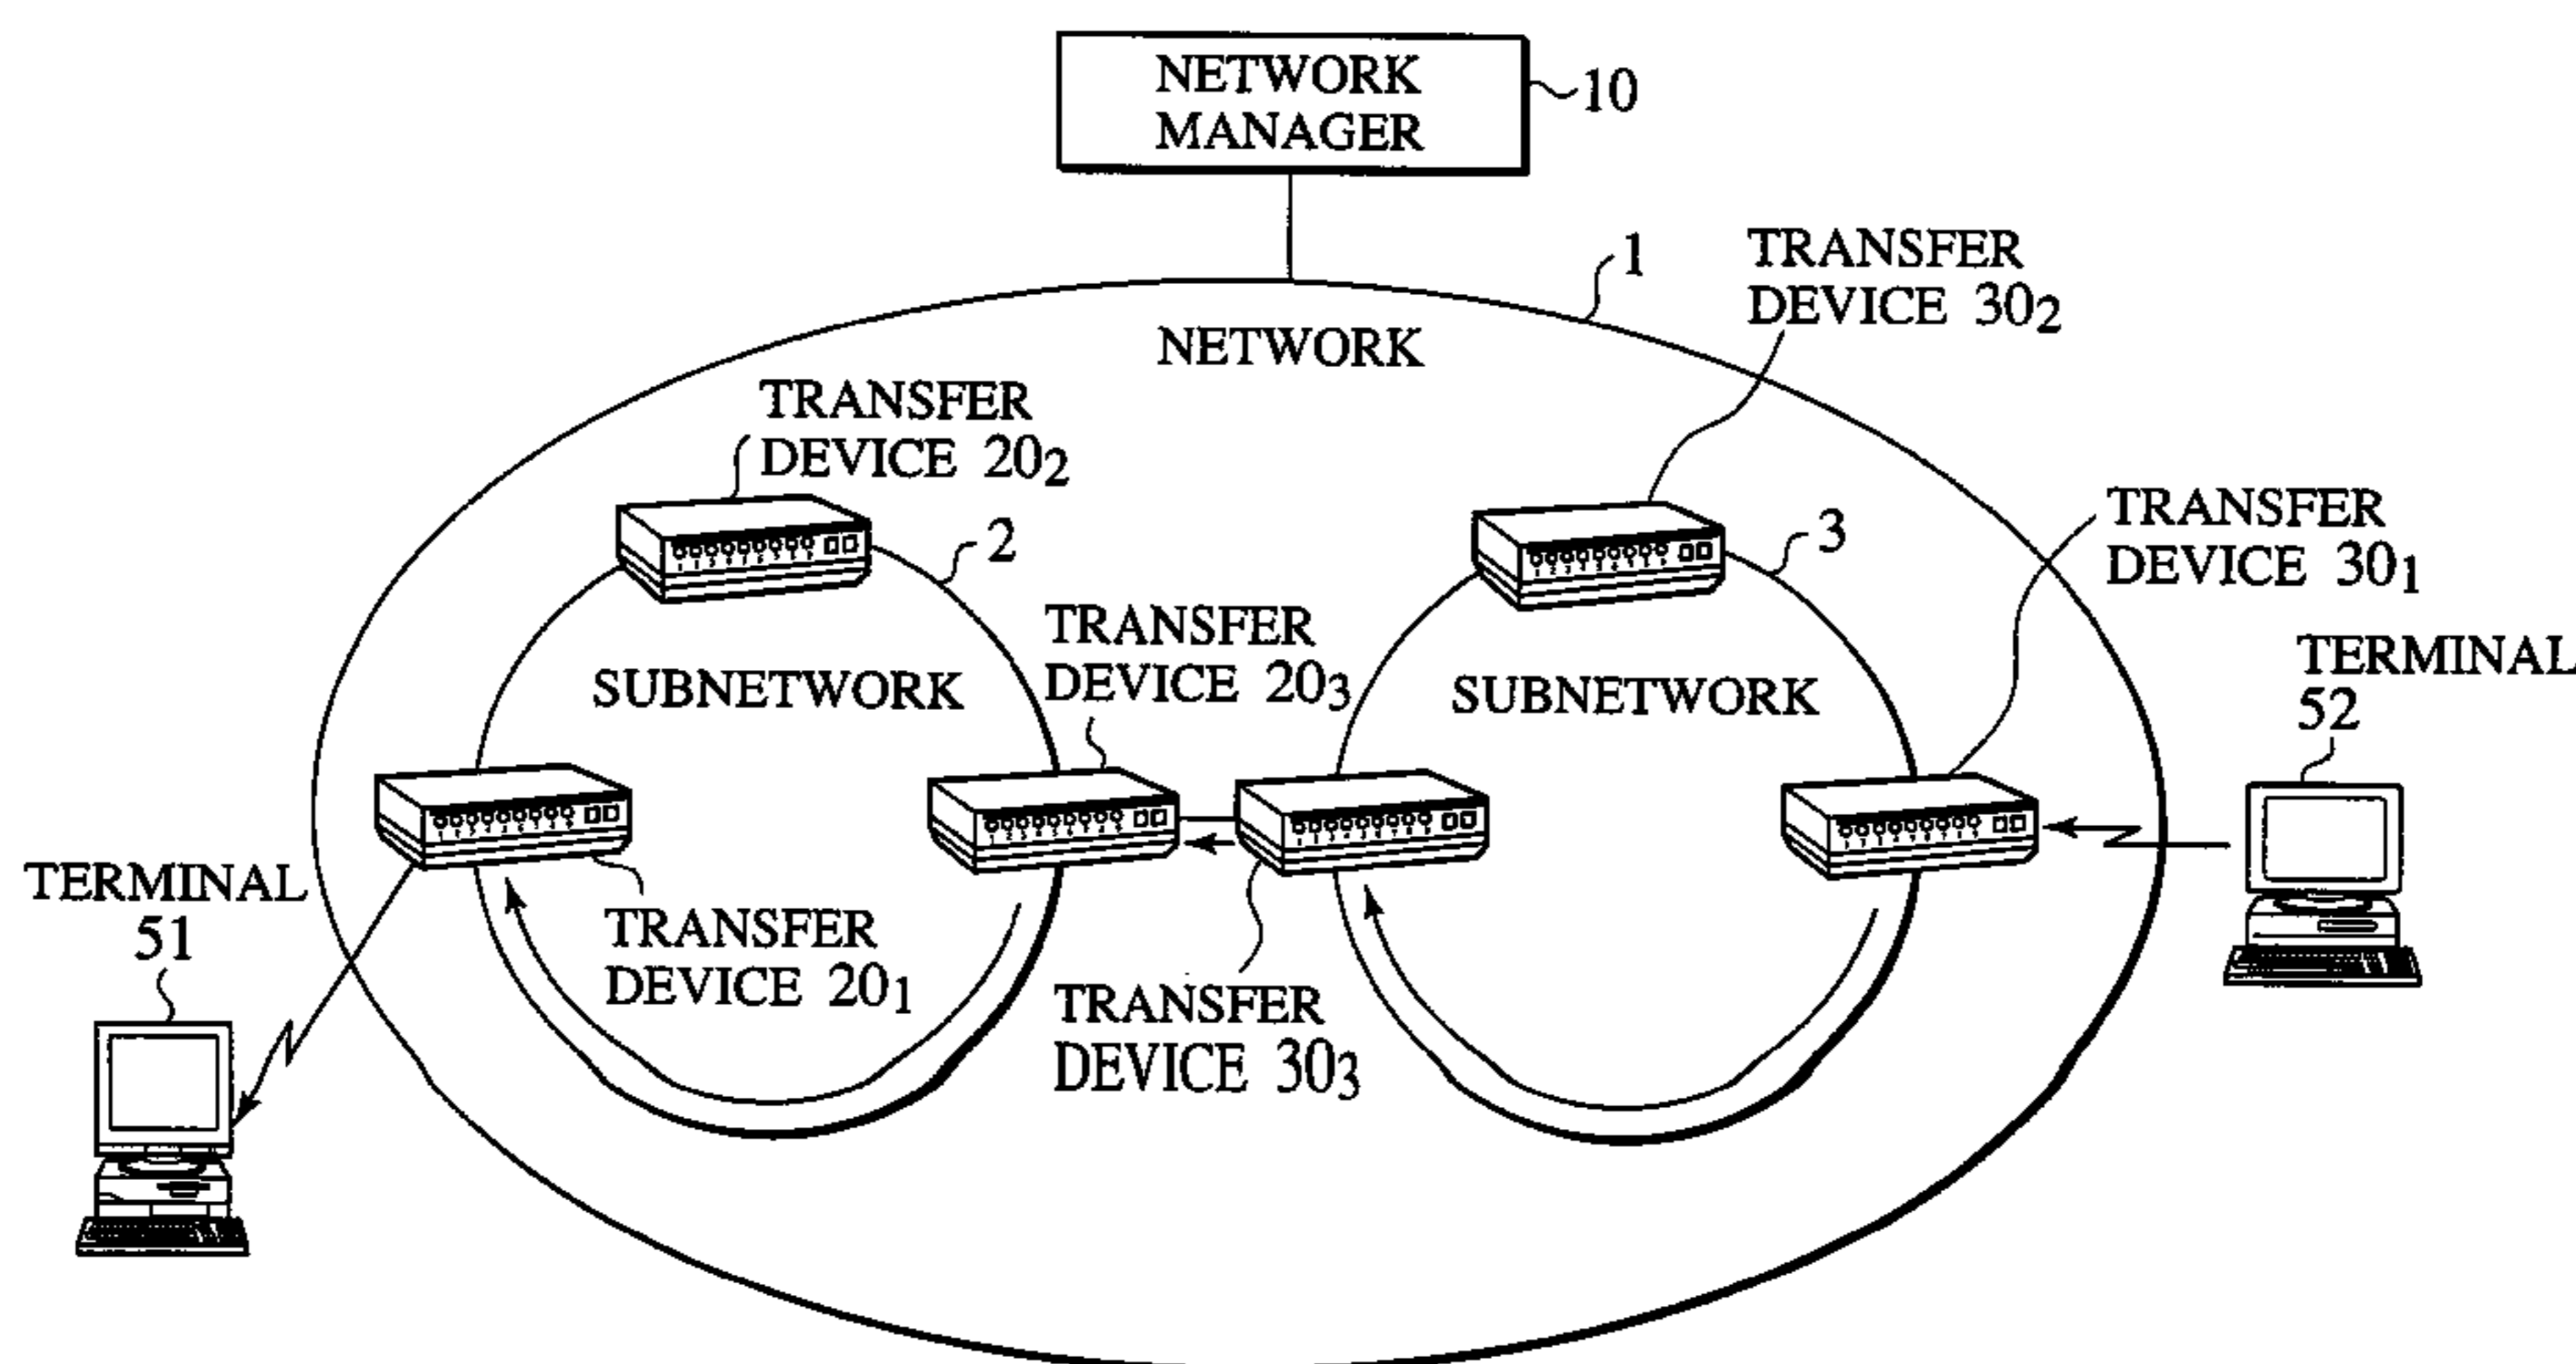 NETWORK
MANAGER
10
1
TRANSFER
DEVICE 30₂
NETWORK
TRANSFER
DEVICE 20₂
2
3
TRANSFER
DEVICE 30₁
TRANSFER
DEVICE 20₃
SUBNETWORK
SUBNETWORK
TERMINAL
52
TERMINAL
51
TRANSFER
DEVICE 20₁
TRANSFER
DEVICE 30₃